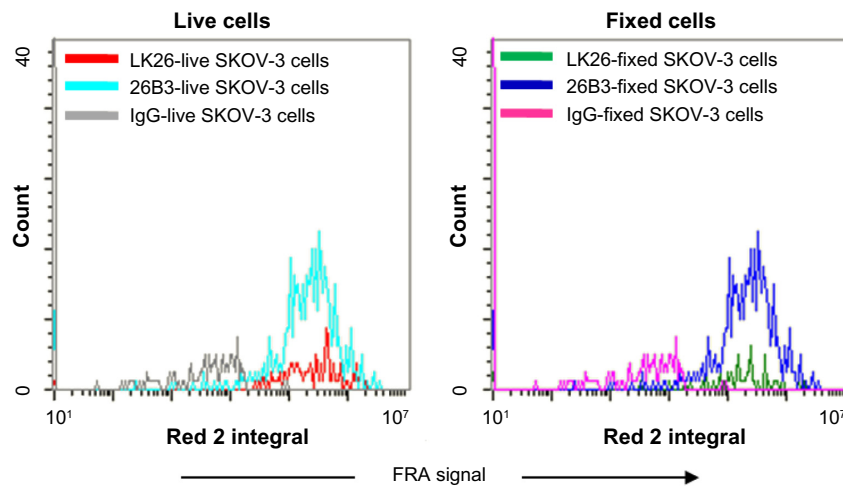 Live cells
40
LK26-live SKOV-3 cells
26B3-live SKOV-3 cells
IgG-live SKOV-3 cells
Count
0
10¹
10⁷
Red 2 integral
Fixed cells
40
LK26-fixed SKOV-3 cells
26B3-fixed SKOV-3 cells
IgG-fixed SKOV-3 cells
Count
0
10¹
10⁷
Red 2 integral
FRA signal